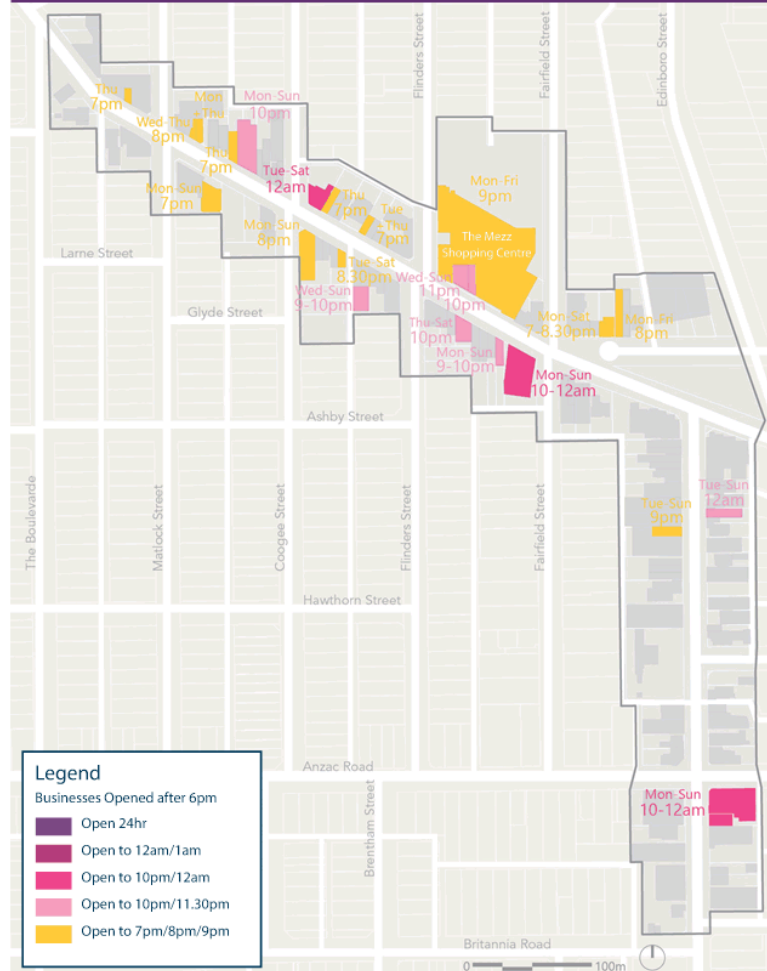 Flinders Street
Fairfield Street
Edinboro Street
Thu
7pm
Mon
+Thu
Wed-Thu
8pm
Thu
7pm
Mon-Sun
10pm
Tue-Sat
12am
Mon-Sun
7pm
Thu
7pm
Tue
+Thu
7pm
Mon-Fri
9pm
The Mezz
Shopping Centre
Mon-Sun
8pm
Tue-Sat
8.30pm
Wed-Sun
9-10pm
Wed-Sun
11pm
10pm
Thu-Sat
10pm
Mon-Sun
9-10pm
Mon-Sat
7-8.30pm
Mon-Fri
8pm
Mon-Sun
10-12am
Larne Street
Glyde Street
Ashby Street
Tue-Sun
9pm
Tue-Sun
12am
The Boulevarde
Matlock Street
Coogee Street
Flinders Street
Fairfield Street
Hawthorn Street
Anzac Road
Mon-Sun
10-12am
Brentham Street
Britannia Road
Legend
Businesses Opened after 6pm
Open 24hr
Open to 12am/1am
Open to 10pm/12am
Open to 10pm/11.30pm
Open to 7pm/8pm/9pm
0
100m